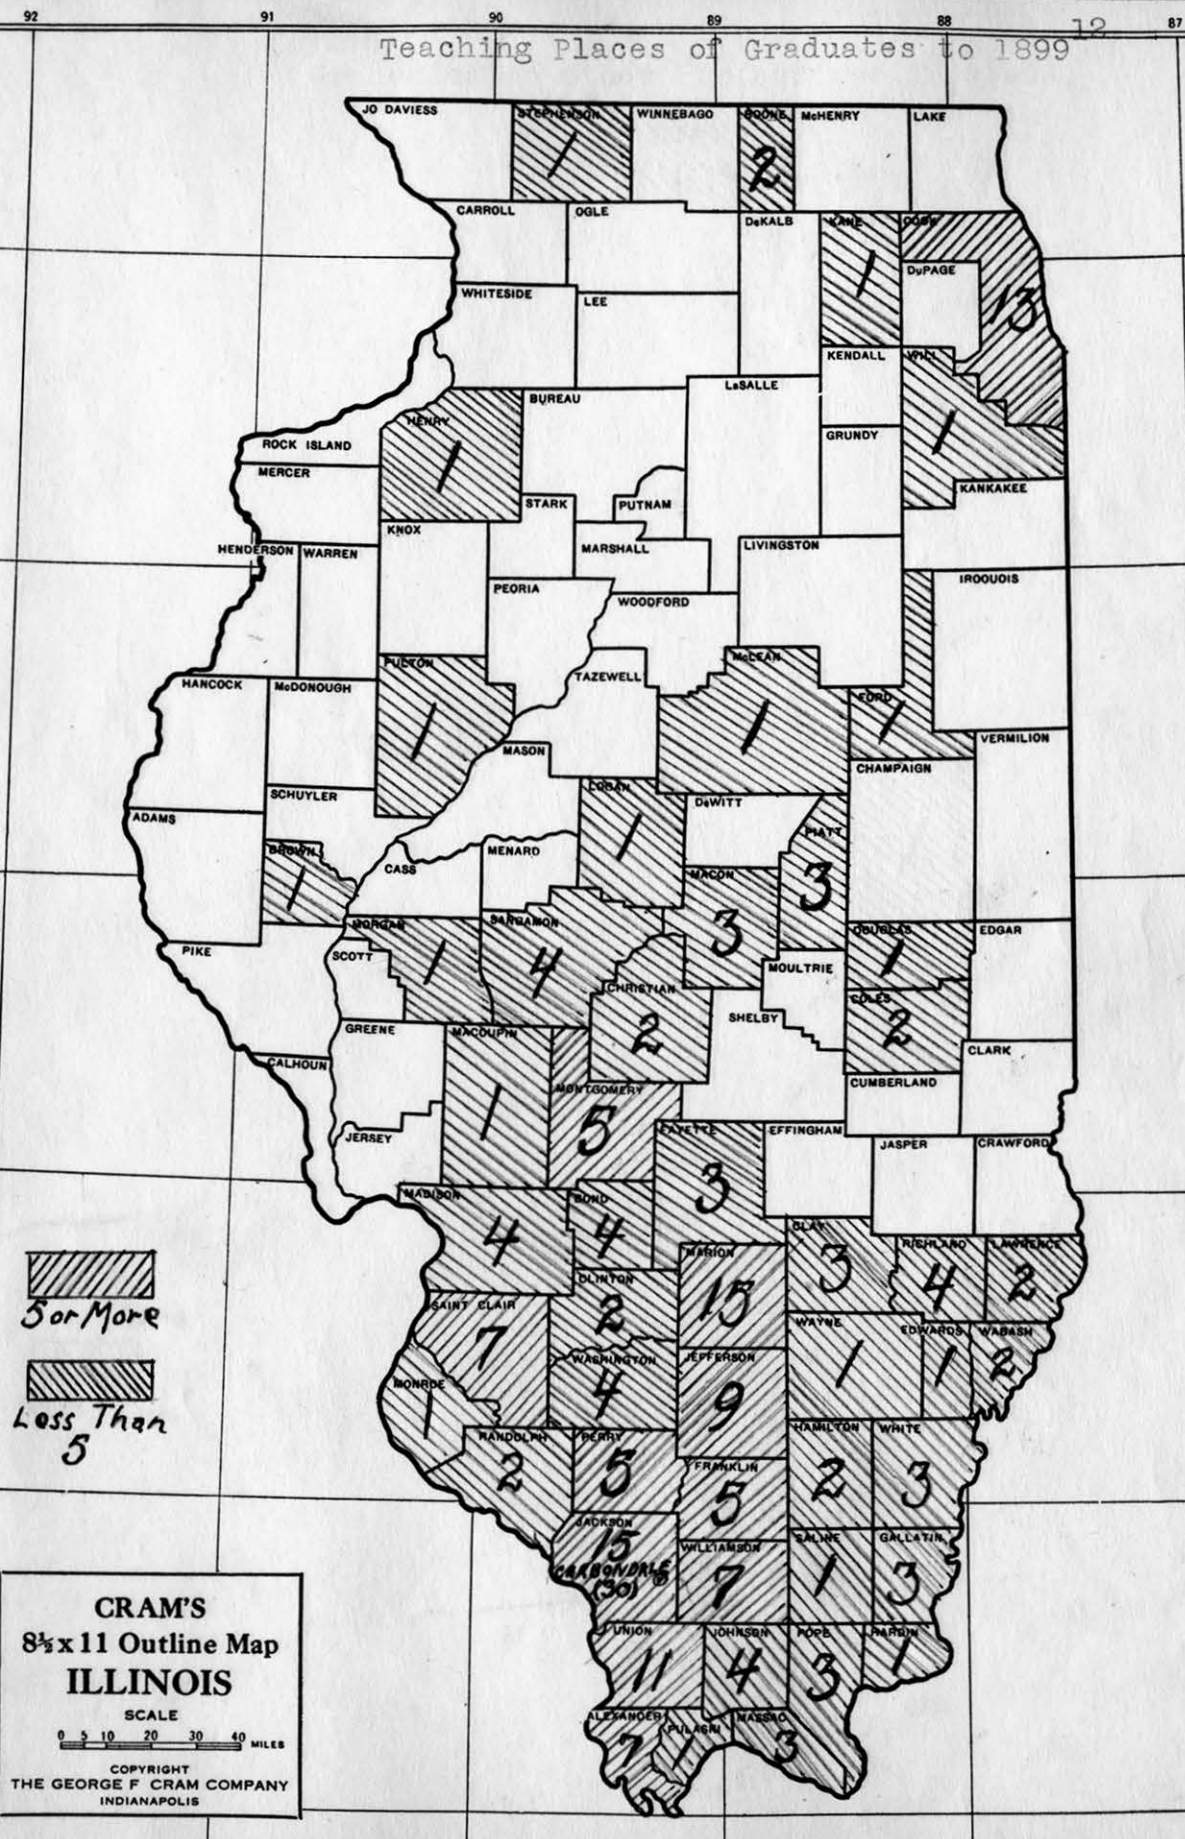 92 91 90 89 88 87
12
Teaching Places of Graduates to 1899
JO DAVIESS
STEPHENSON
1
WINNEBAGO
BOONE
2
McHENRY
LAKE
CARROLL
OGLE
DeKALB
KANE
1
COOK
13
DuPAGE
WHITESIDE
LEE
KENDALL
WILL
1
LaSALLE
BUREAU
HENRY
1
ROCK ISLAND
MERCER
GRUNDY
KANKAKEE
STARK
PUTNAM
KNOX
MARSHALL
LIVINGSTON
HENDERSON
WARREN
PEORIA
WOODFORD
IROQUOIS
FULTON
1
TAZEWELL
McLEAN
1
FORD
1
HANCOCK
McDONOUGH
MASON
VERMILION
CHAMPAIGN
SCHUYLER
LOGAN
1
DeWITT
PIATT
3
ADAMS
BROWN
1
CASS
MENARD
MACON
3
MORGAN
1
SANGAMON
4
DOUGLAS
1
EDGAR
PIKE
SCOTT
CHRISTIAN
2
MOULTRIE
SHELBY
COLES
2
GREENE
MACOUPIN
1
CALHOUN
CLARK
MONTGOMERY
5
CUMBERLAND
JERSEY
FAYETTE
3
EFFINGHAM
JASPER
CRAWFORD
MADISON
4
BOND
4
CLAY
3
RICHLAND
4
LAWRENCE
2
MARION
15
CLINTON
2
SAINT CLAIR
7
WAYNE
1
EDWARDS
1
WABASH
2
WASHINGTON
4
JEFFERSON
9
MONROE
1
RANDOLPH
2
PERRY
5
HAMILTON
2
WHITE
3
FRANKLIN
5
JACKSON
15
CARBONDALE
(30)
WILLIAMSON
7
SALINE
1
GALLATIN
3
UNION
11
JOHNSON
4
POPE
3
HARDIN
1
ALEXANDER
7
PULASKI
1
MASSAC
3
5 or More
Less Than
5
CRAM'S
8½ x 11 Outline Map
ILLINOIS
SCALE
0 5 10 20 30 40 MILES
COPYRIGHT
THE GEORGE F CRAM COMPANY
INDIANAPOLIS